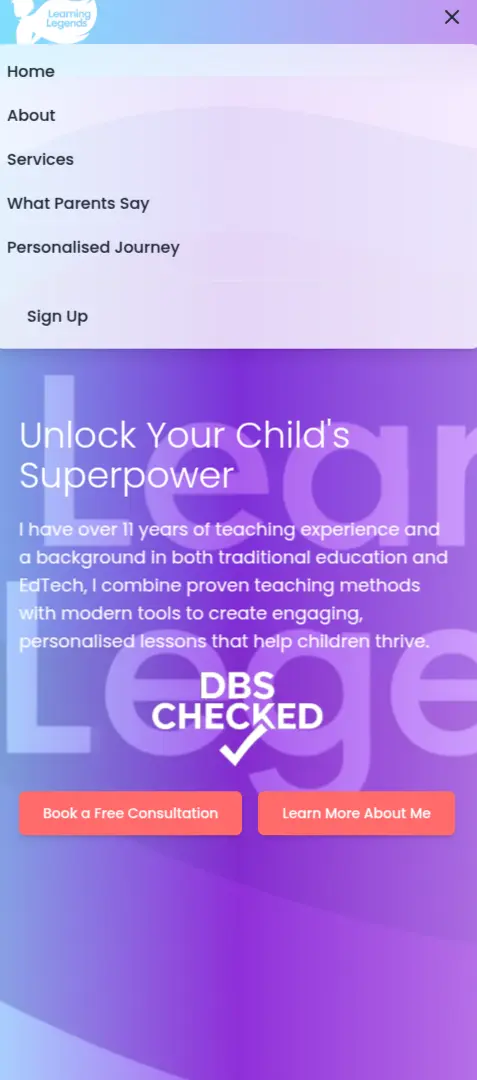 Learning
Legends
Home
About
Services
What Parents Say
Personalised Journey
Sign Up
Unlock Your Child's
Superpower
I have over 11 years of teaching experience and
a background in both traditional education and
EdTech, I combine proven teaching methods
with modern tools to create engaging,
personalised lessons that help children thrive.
DBS
CHECKED
Book a Free Consultation
Learn More About Me
Lear
Lege